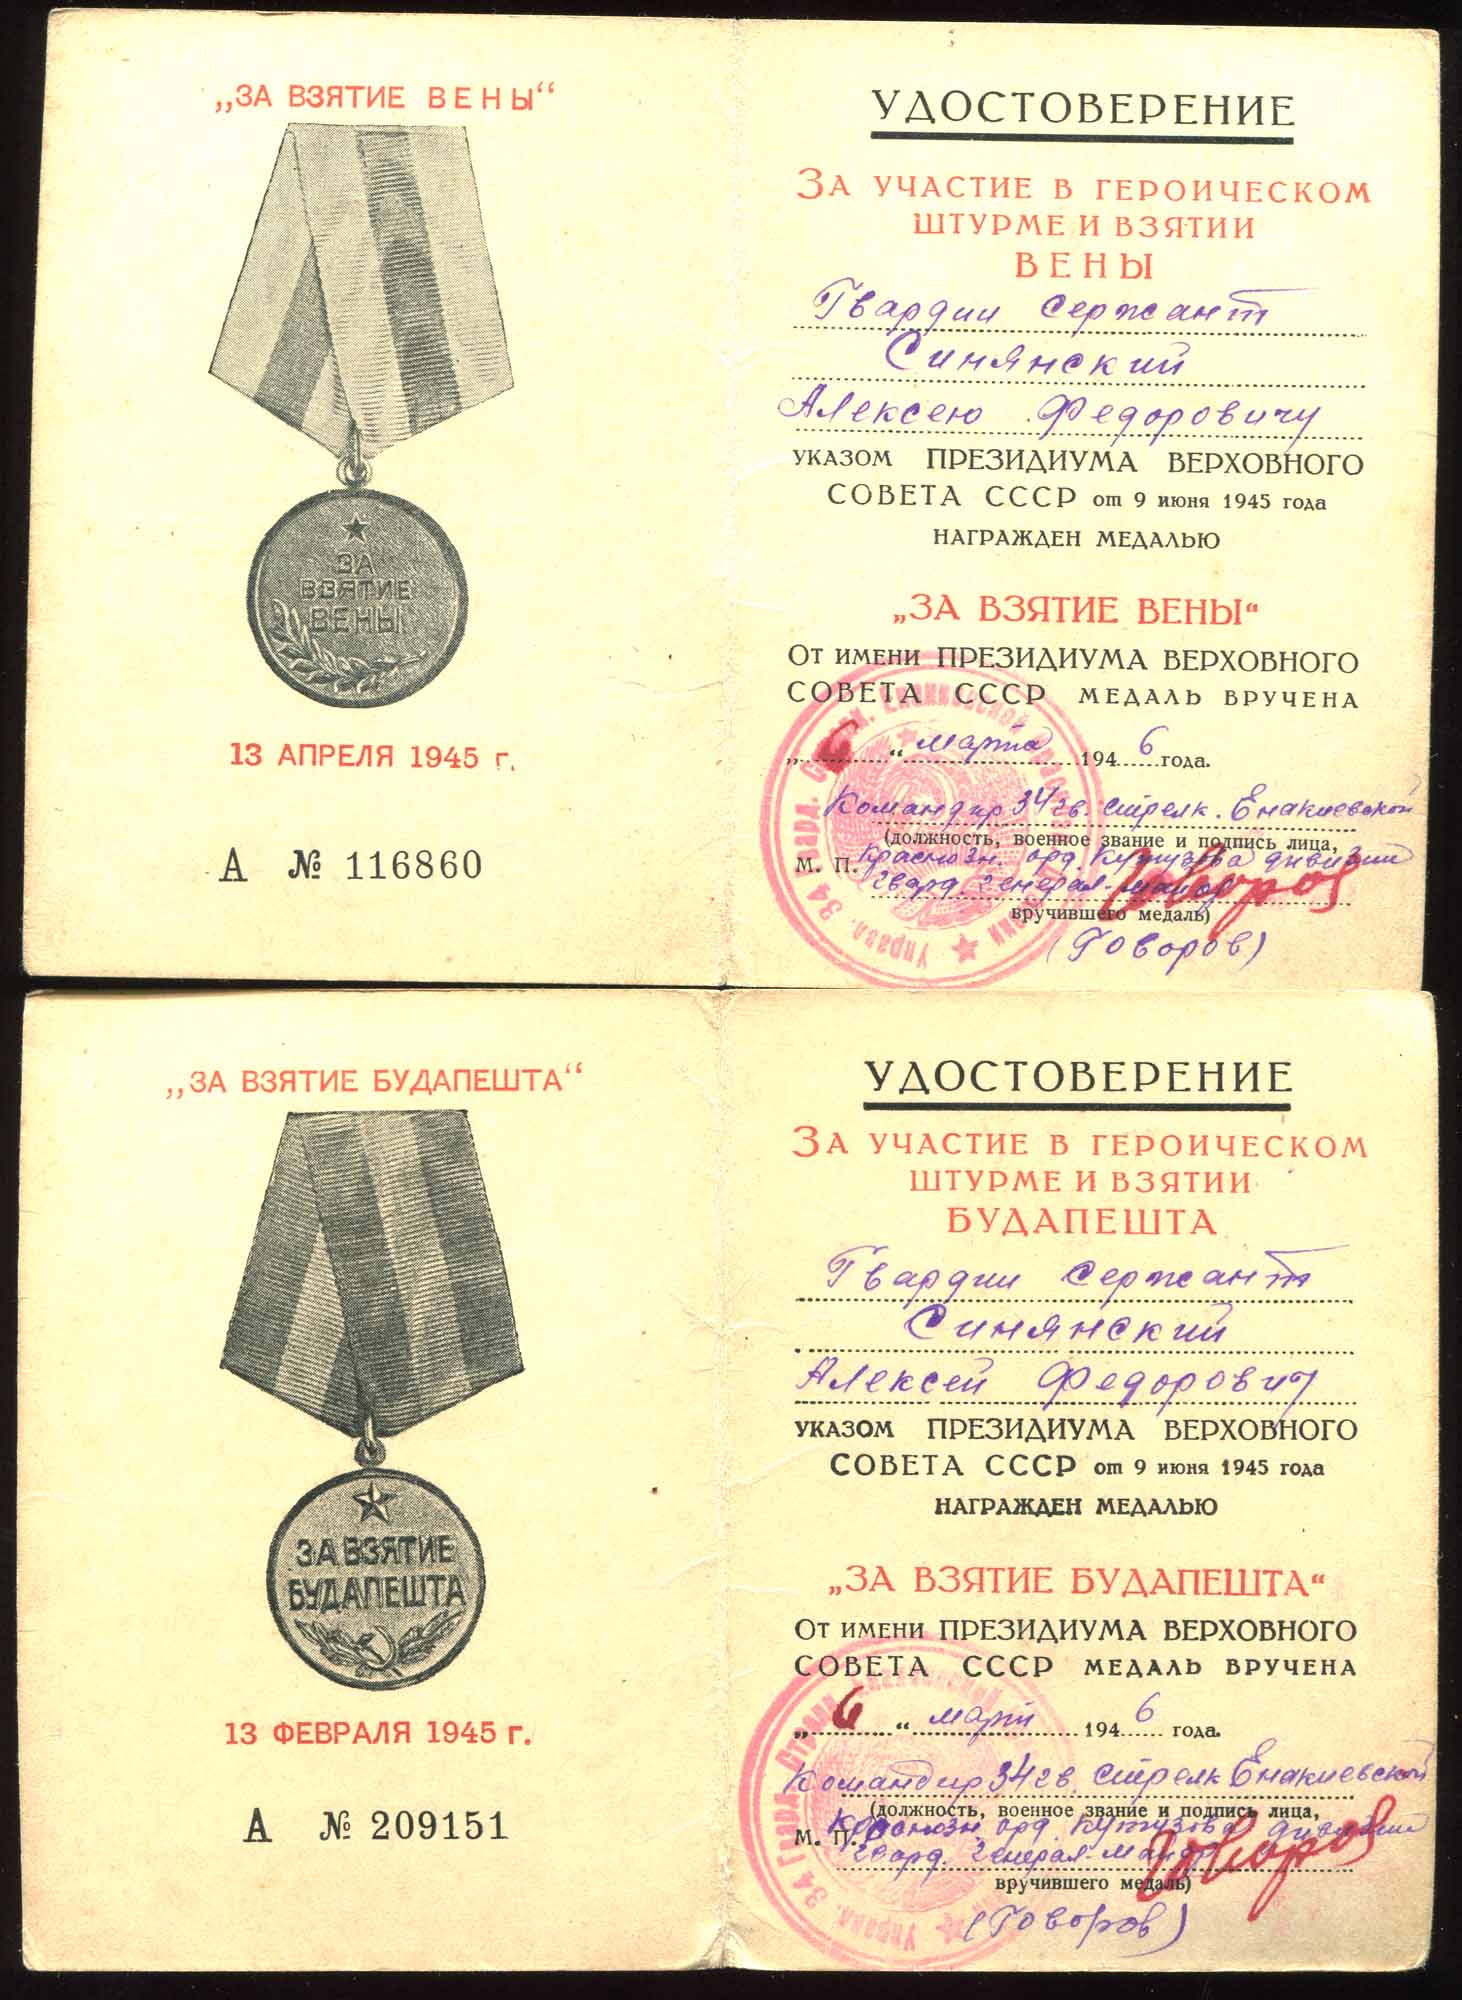 „ЗА ВЗЯТИЕ ВЕНЫ“
ЗА
ВЗЯТИЕ
ВЕНЫ
13 АПРЕЛЯ 1945 г.
А № 116860
УДОСТОВЕРЕНИЕ
ЗА УЧАСТИЕ В ГЕРОИЧЕСКОМ
ШТУРМЕ И ВЗЯТИИ
ВЕНЫ
Гвардии сержант
Синянский
Алексею Федоровичу
УКАЗОМ ПРЕЗИДИУМА ВЕРХОВНОГО
СОВЕТА СССР от 9 июня 1945 года
НАГРАЖДЕН МЕДАЛЬЮ
„ЗА ВЗЯТИЕ ВЕНЫ“
ОТ ИМЕНИ ПРЕЗИДИУМА ВЕРХОВНОГО
СОВЕТА СССР МЕДАЛЬ ВРУЧЕНА
„6“ марта 1946 года.
Командир 34 гв. стрелк. Енакиевской
(должность, военное звание и подпись лица,
М. П. Краснозн. орд. Кутузова дивизии
гвард. генерал-майор
вручившего медаль)
(Говоров)
Управл. 34 Гвард.
„ЗА ВЗЯТИЕ БУДАПЕШТА“
ЗА ВЗЯТИЕ
БУДАПЕШТА
13 ФЕВРАЛЯ 1945 г.
А № 209151
УДОСТОВЕРЕНИЕ
ЗА УЧАСТИЕ В ГЕРОИЧЕСКОМ
ШТУРМЕ И ВЗЯТИИ
БУДАПЕШТА
Гвардии сержант
Синянский
Алексей Федорович
УКАЗОМ ПРЕЗИДИУМА ВЕРХОВНОГО
СОВЕТА СССР от 9 июня 1945 года
НАГРАЖДЕН МЕДАЛЬЮ
„ЗА ВЗЯТИЕ БУДАПЕШТА“
ОТ ИМЕНИ ПРЕЗИДИУМА ВЕРХОВНОГО
СОВЕТА СССР МЕДАЛЬ ВРУЧЕНА
„6“ марта 1946 года.
Командир 34 гв. стрелк Енакиевской
(должность, военное звание и подпись лица,
М. П. Краснозн. орд. Кутузова дивизии
гвард. генерал-майор
вручившего медаль)
(Говоров)
Управл. 34 Гвард.